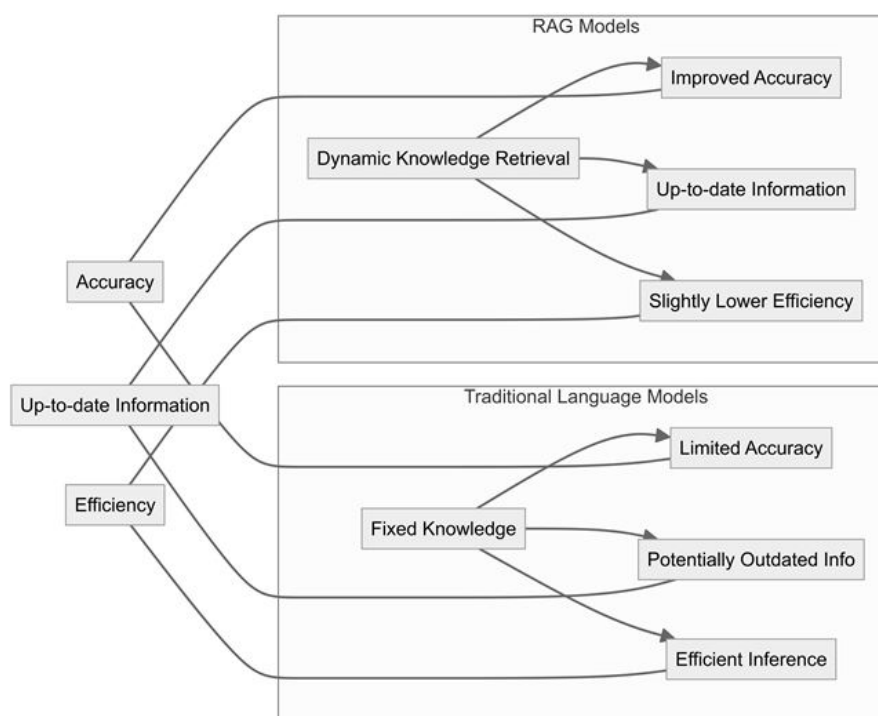 RAG Models
Improved Accuracy
Dynamic Knowledge Retrieval
Up-to-date Information
Accuracy
Slightly Lower Efficiency
Up-to-date Information
Traditional Language Models
Limited Accuracy
Efficiency
Fixed Knowledge
Potentially Outdated Info
Efficient Inference